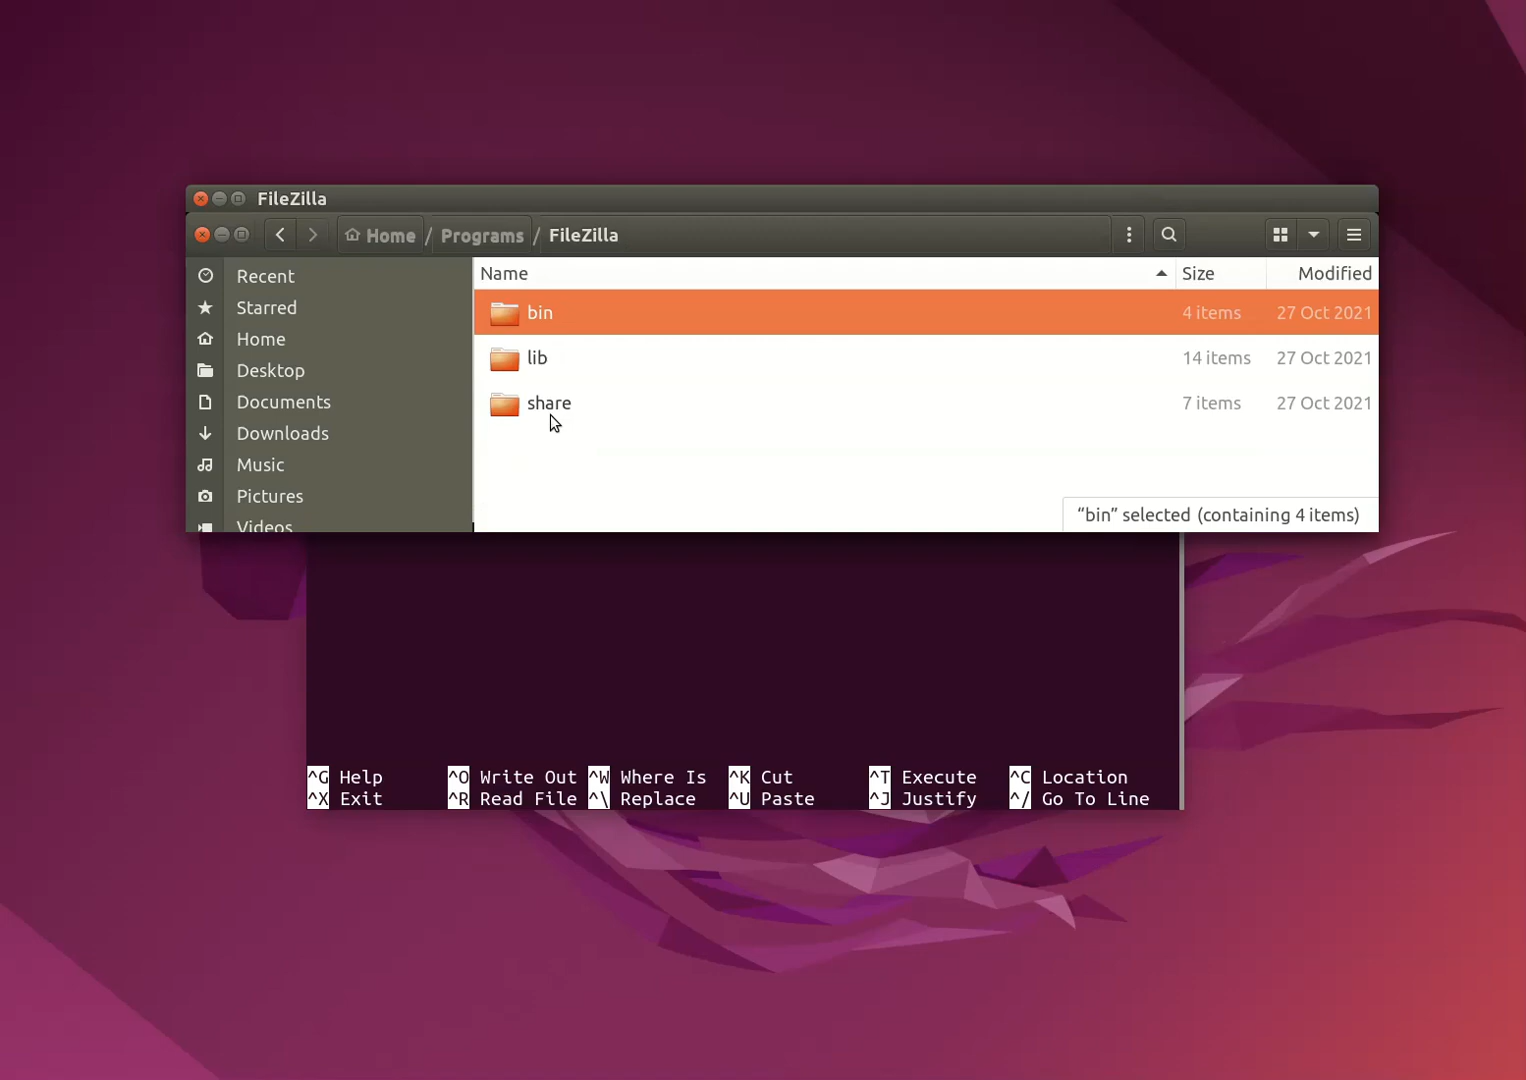 FileZilla
Home / Programs / FileZilla
Name Size Modified
Recent
Starred
Home
Desktop
Documents
Downloads
Music
Pictures
Videos
bin 4 items 27 Oct 2021
lib 14 items 27 Oct 2021
share 7 items 27 Oct 2021
“bin” selected (containing 4 items)
^G Help ^O Write Out ^W Where Is ^K Cut ^T Execute ^C Location
^X Exit ^R Read File ^\ Replace ^U Paste ^J Justify ^/ Go To Line